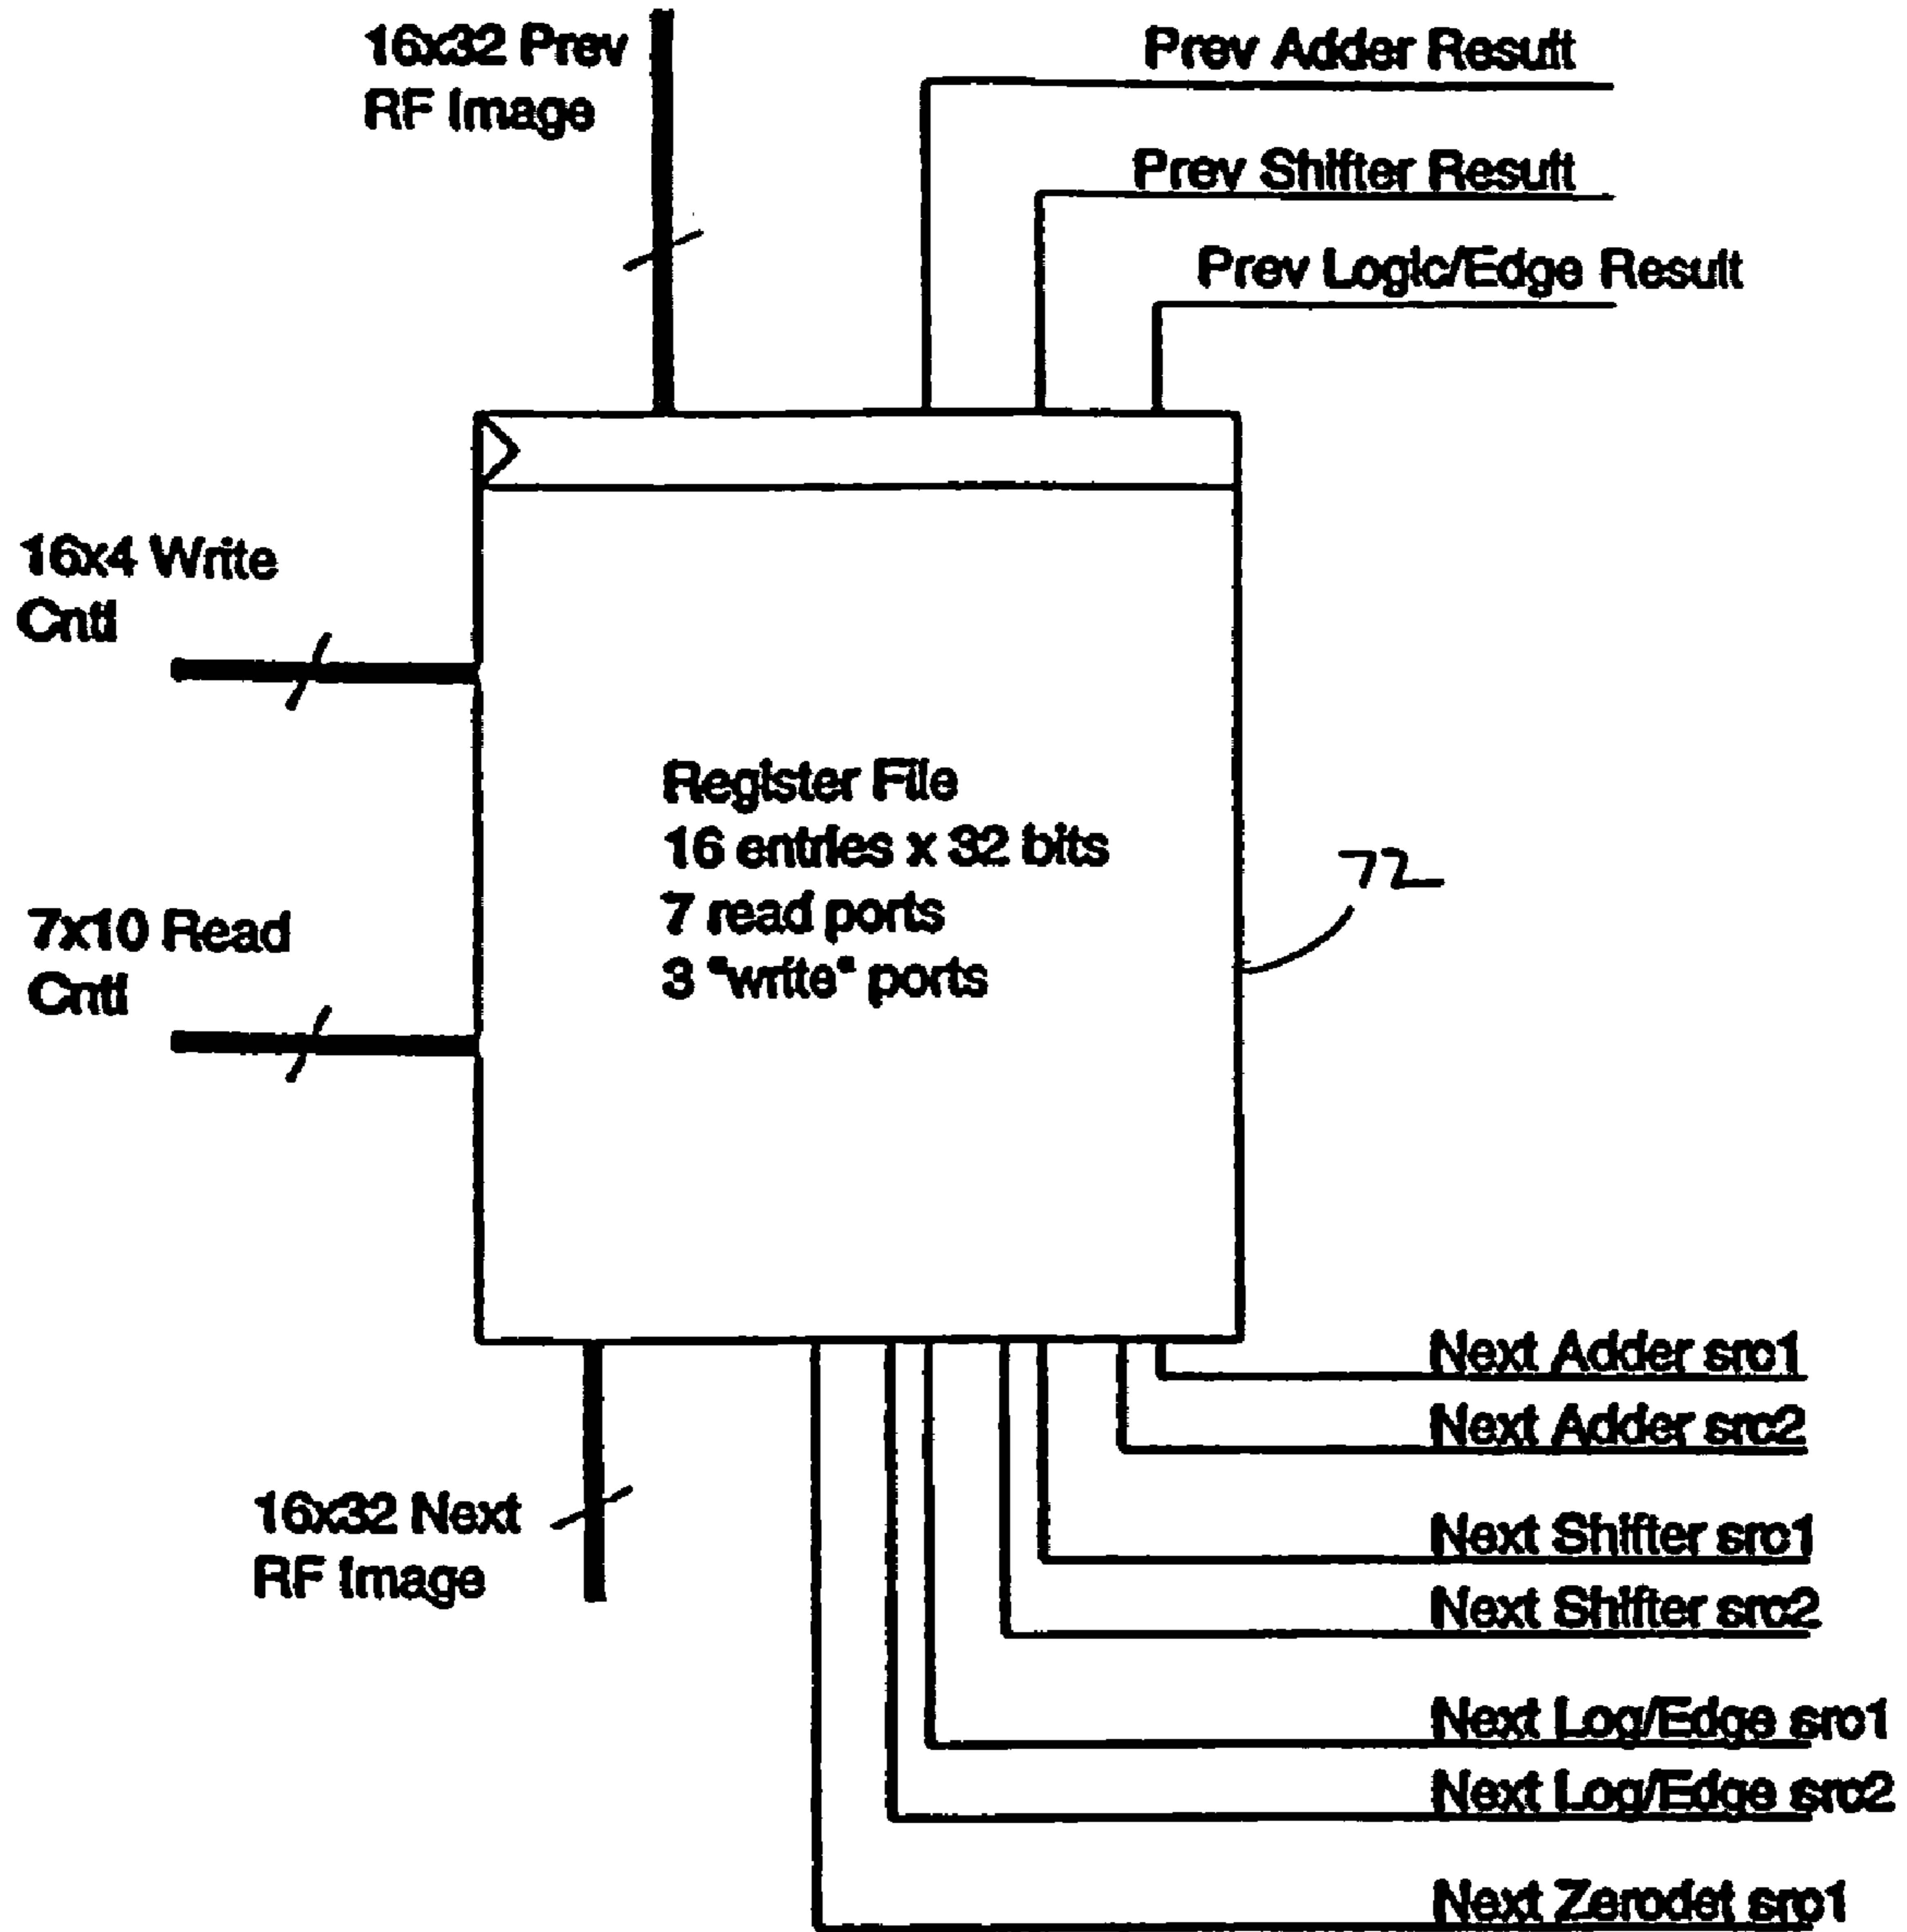 16x32 Prev
RF Image
Prev Adder Result
Prev Shifter Result
Prev Logic/Edge Result
16x4 Write
Cntl
7x10 Read
Cntl
Register File
16 entries x 32 bits
7 read ports
3 "write" ports
72
16x32 Next
RF Image
Next Adder src1
Next Adder src2
Next Shifter src1
Next Shifter src2
Next Log/Edge src1
Next Log/Edge src2
Next Zerodet src1